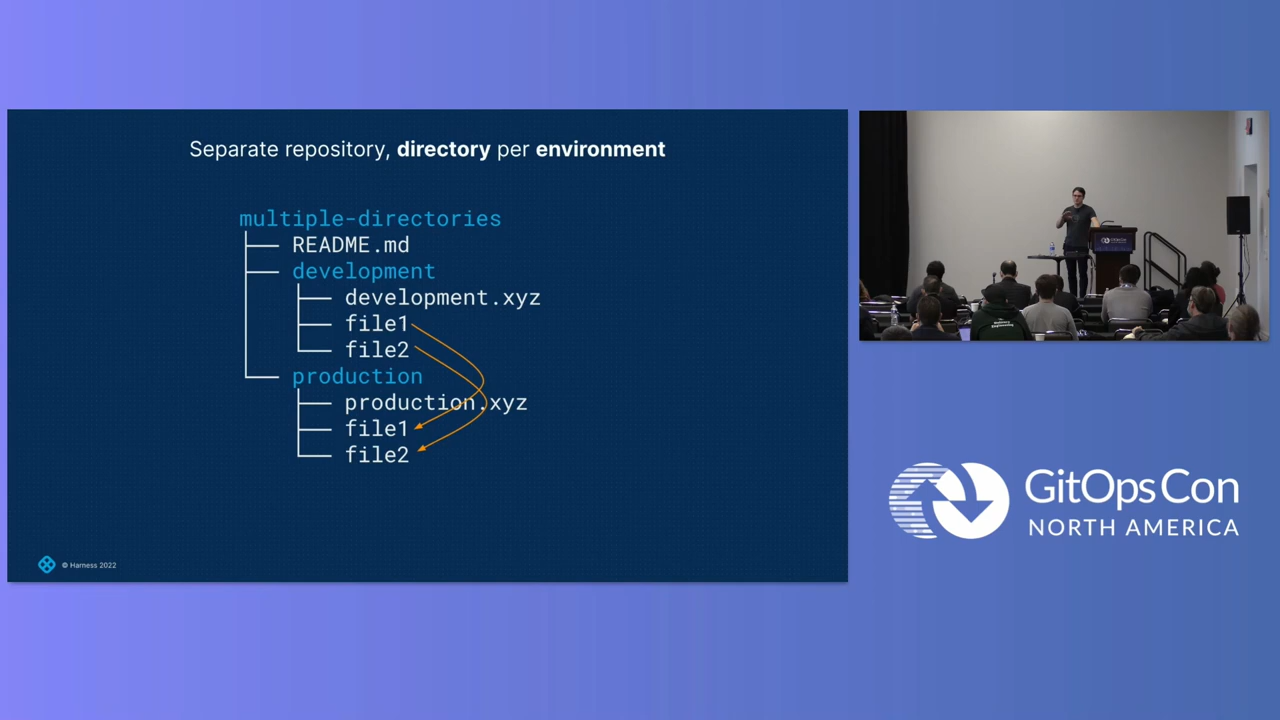 Separate repository, directory per environment
multiple-directories
README.md
development
development.xyz
file1
file2
production
production.xyz
file1
file2
© Harness 2022
GitOpsCon
NORTH AMERICA